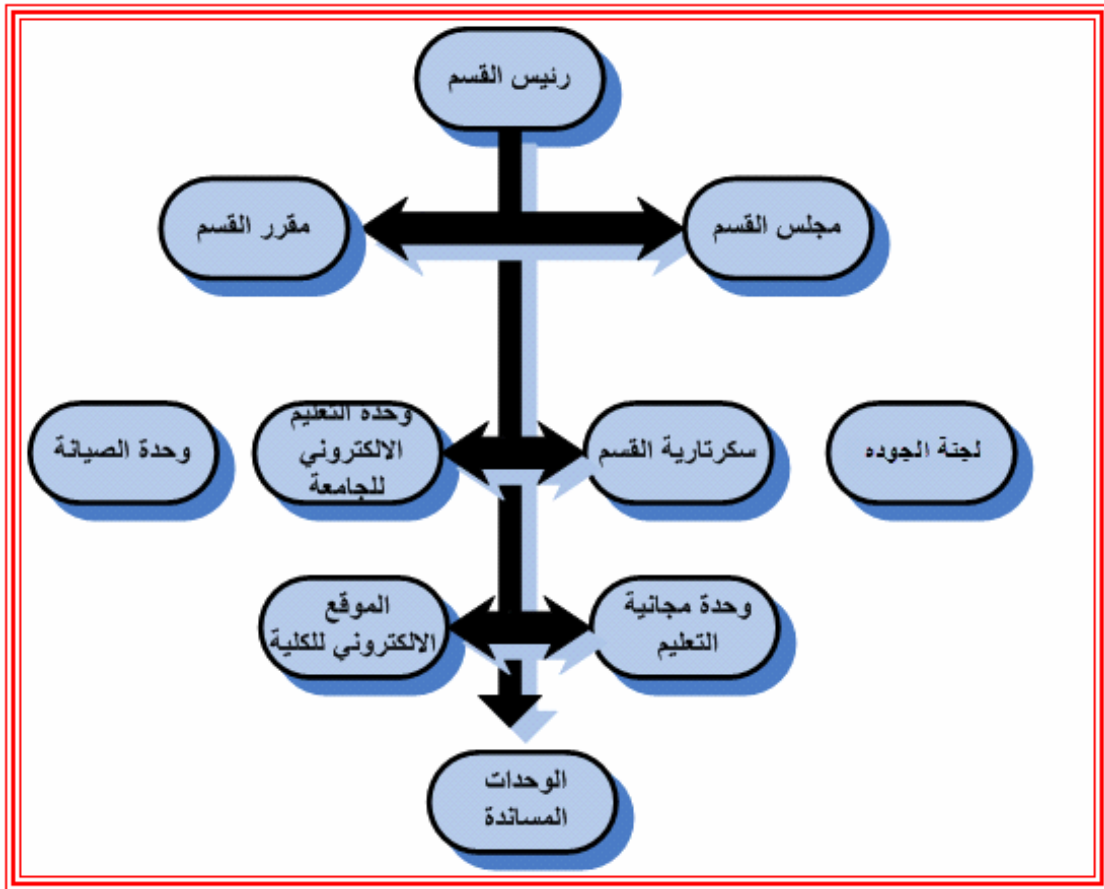 رئيس القسم
مجلس القسم
مقرر القسم
لجنة الجوده
سكرتارية القسم
وحدة التعليم
الالكتروني
للجامعة
وحدة الصيانة
وحدة مجانية
التعليم
الموقع
الالكتروني للكلية
الوحدات
المساندة